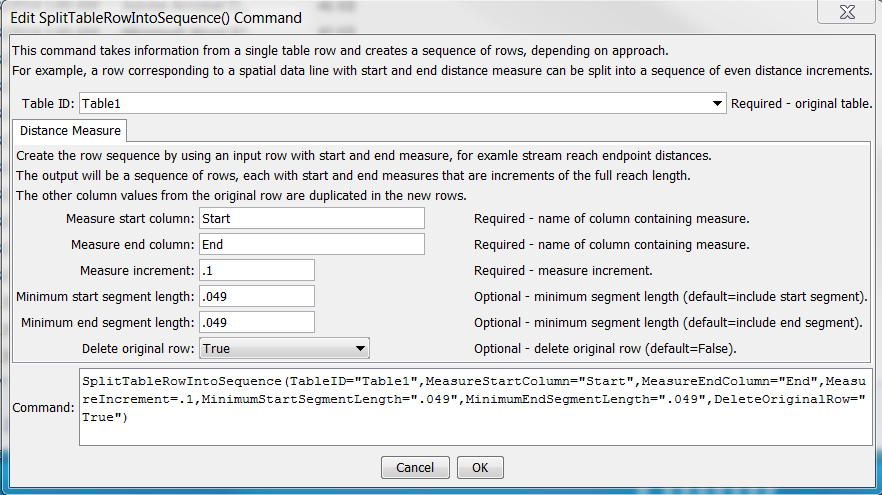 Edit SplitTableRowIntoSequence() Command
This command takes information from a single table row and creates a sequence of rows, depending on approach.
For example, a row corresponding to a spatial data line with start and end distance measure can be split into a sequence of even distance increments.
Table ID: Table1 Required - original table.
Distance Measure
Create the row sequence by using an input row with start and end measure, for examle stream reach endpoint distances.
The output will be a sequence of rows, each with start and end measures that are increments of the full reach length.
The other column values from the original row are duplicated in the new rows.
Measure start column: Start Required - name of column containing measure.
Measure end column: End Required - name of column containing measure.
Measure increment: .1 Required - measure increment.
Minimum start segment length: .049 Optional - minimum segment length (default=include start segment).
Minimum end segment length: .049 Optional - minimum segment length (default=include end segment).
Delete original row: True Optional - delete original row (default=False).
Command: SplitTableRowIntoSequence(TableID="Table1",MeasureStartColumn="Start",MeasureEndColumn="End",Measu
reIncrement=.1,MinimumStartSegmentLength=".049",MinimumEndSegmentLength=".049",DeleteOriginalRow="
True")
Cancel OK